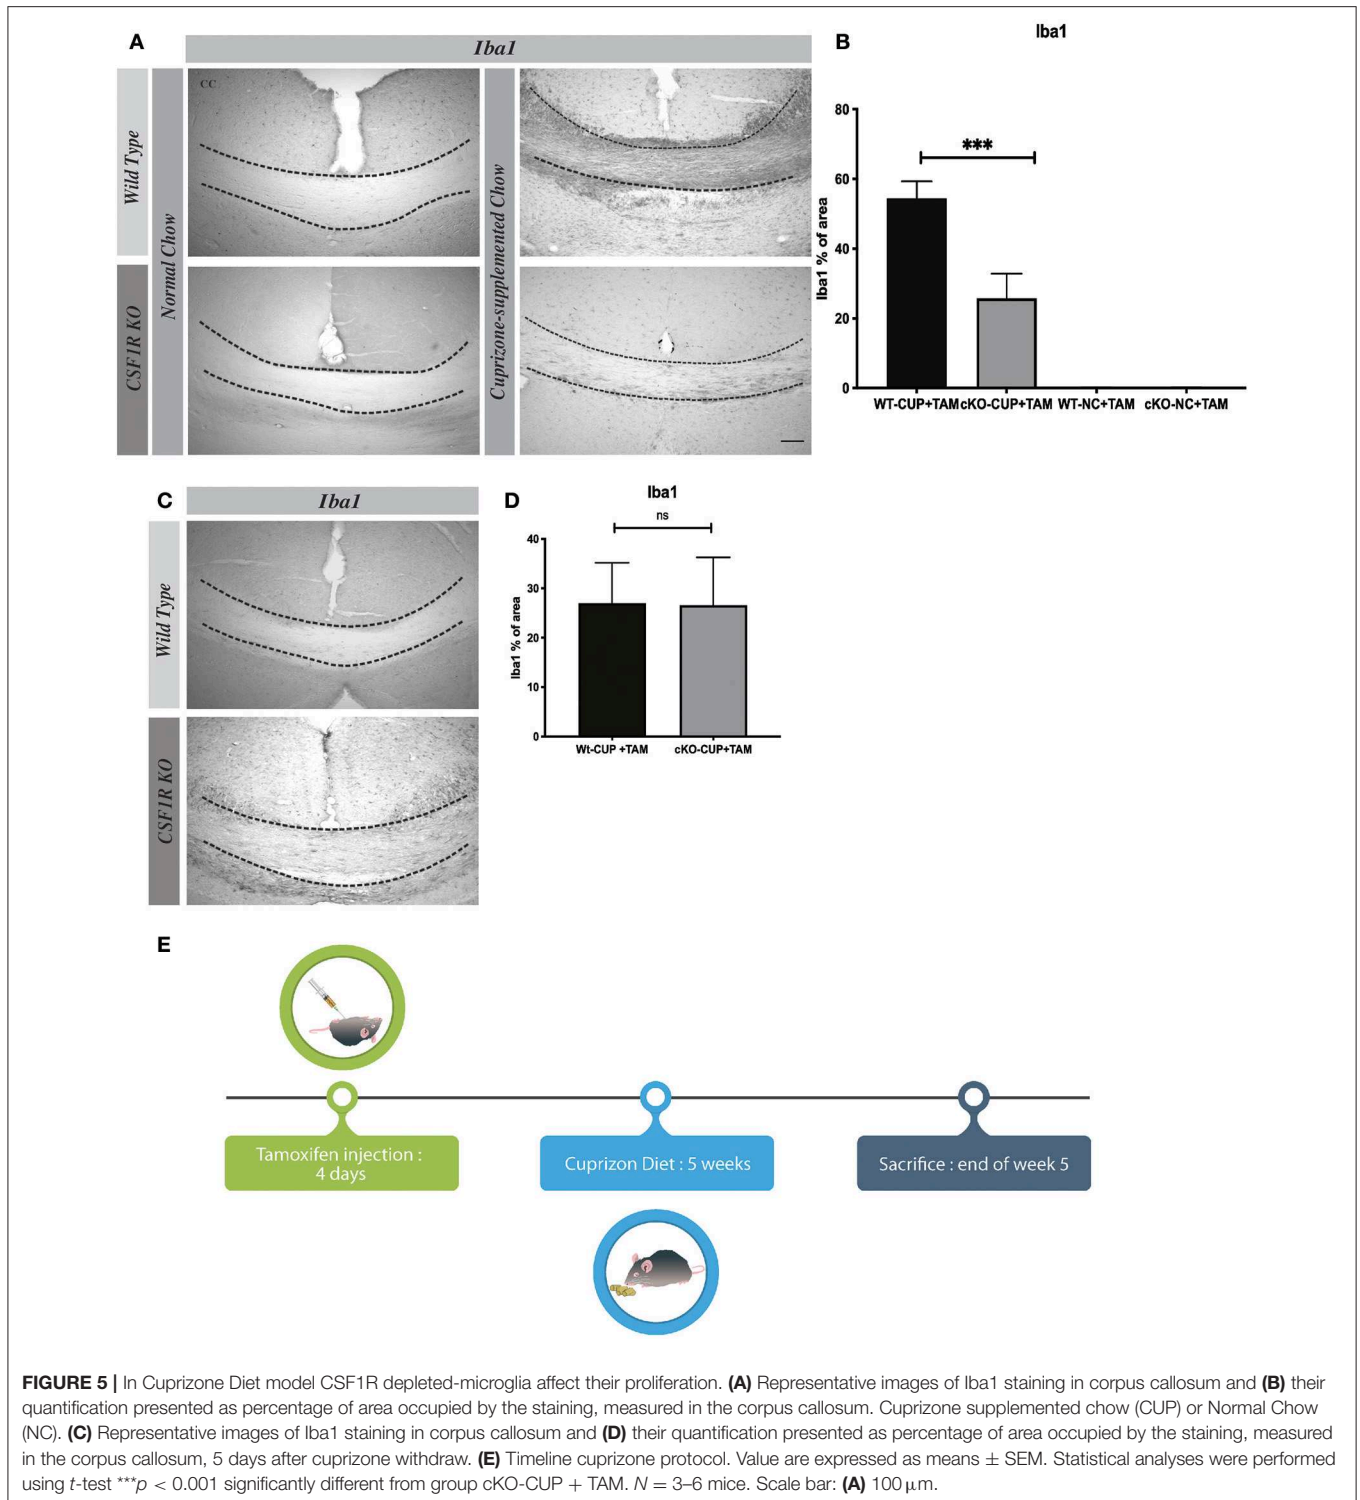 A
Iba1
Wild Type
CSF1R KO
Normal Chow
CC
Cuprizone-supplemented Chow
B
Iba1
Iba1 % of area
80
60
40
20
0
***
WT-CUP+TAM cKO-CUP+TAM WT-NC+TAM cKO-NC+TAM
C
Iba1
Wild Type
CSF1R KO
D
Iba1
ns
Iba1 % of area
40
30
20
10
0
Wt-CUP +TAM cKO-CUP+TAM
E
Tamoxifen injection :
4 days
Cuprizon Diet : 5 weeks
Sacrifice : end of week 5
FIGURE 5 | In Cuprizone Diet model CSF1R depleted-microglia affect their proliferation. (A) Representative images of Iba1 staining in corpus callosum and (B) their
quantification presented as percentage of area occupied by the staining, measured in the corpus callosum. Cuprizone supplemented chow (CUP) or Normal Chow
(NC). (C) Representative images of Iba1 staining in corpus callosum and (D) their quantification presented as percentage of area occupied by the staining, measured
in the corpus callosum, 5 days after cuprizone withdraw. (E) Timeline cuprizone protocol. Value are expressed as means ± SEM. Statistical analyses were performed
using t-test ***p < 0.001 significantly different from group cKO-CUP + TAM. N = 3–6 mice. Scale bar: (A) 100 μm.